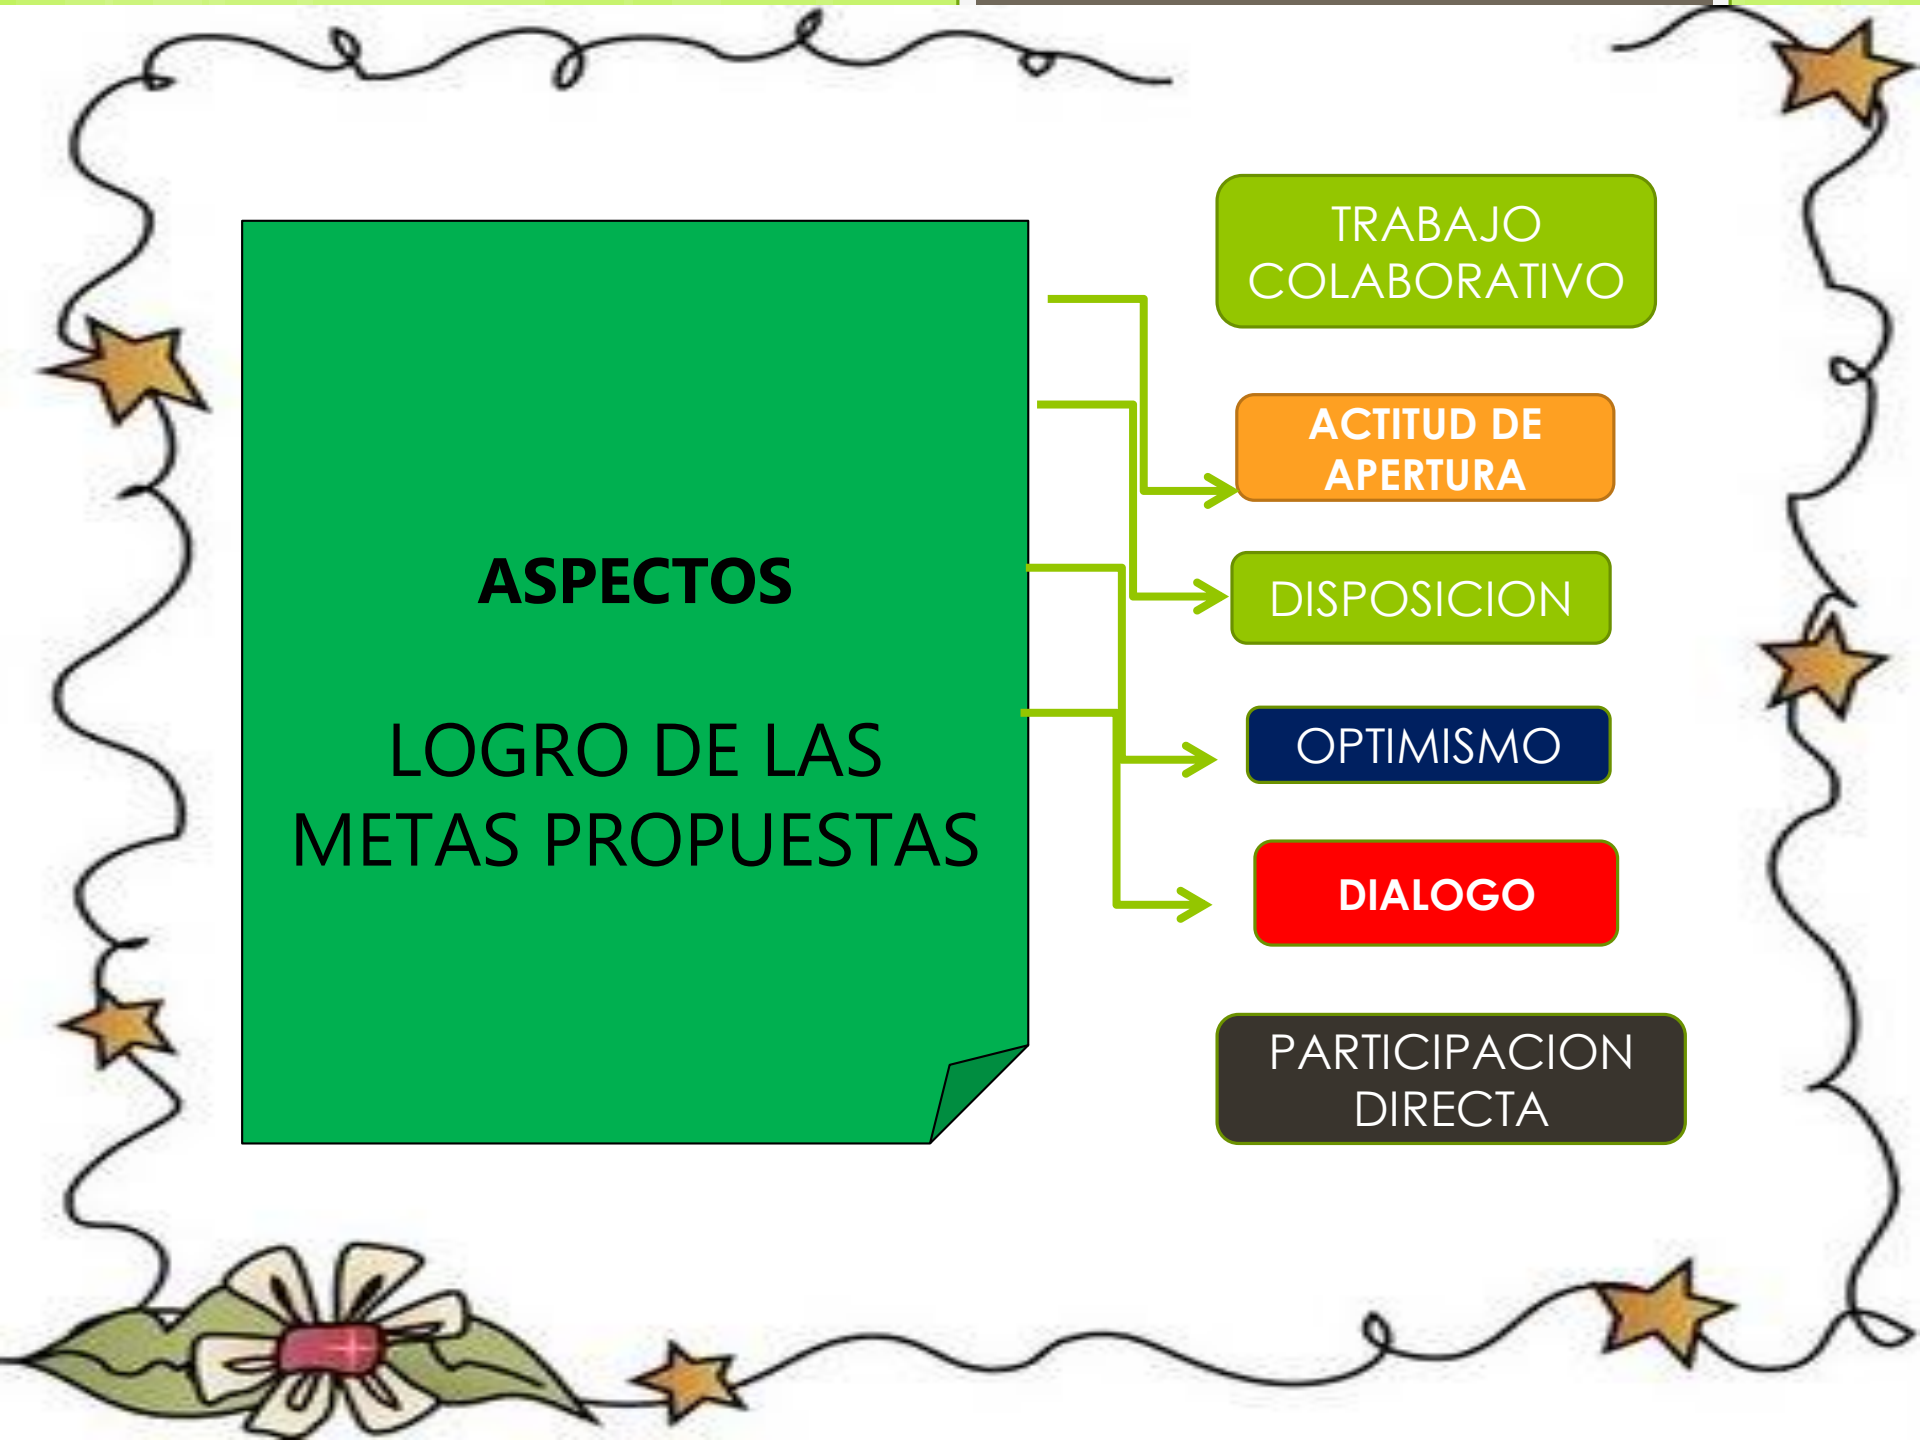 ASPECTOS
LOGRO DE LAS
METAS PROPUESTAS
TRABAJO
COLABORATIVO
ACTITUD DE
APERTURA
DISPOSICION
OPTIMISMO
DIALOGO
PARTICIPACION
DIRECTA